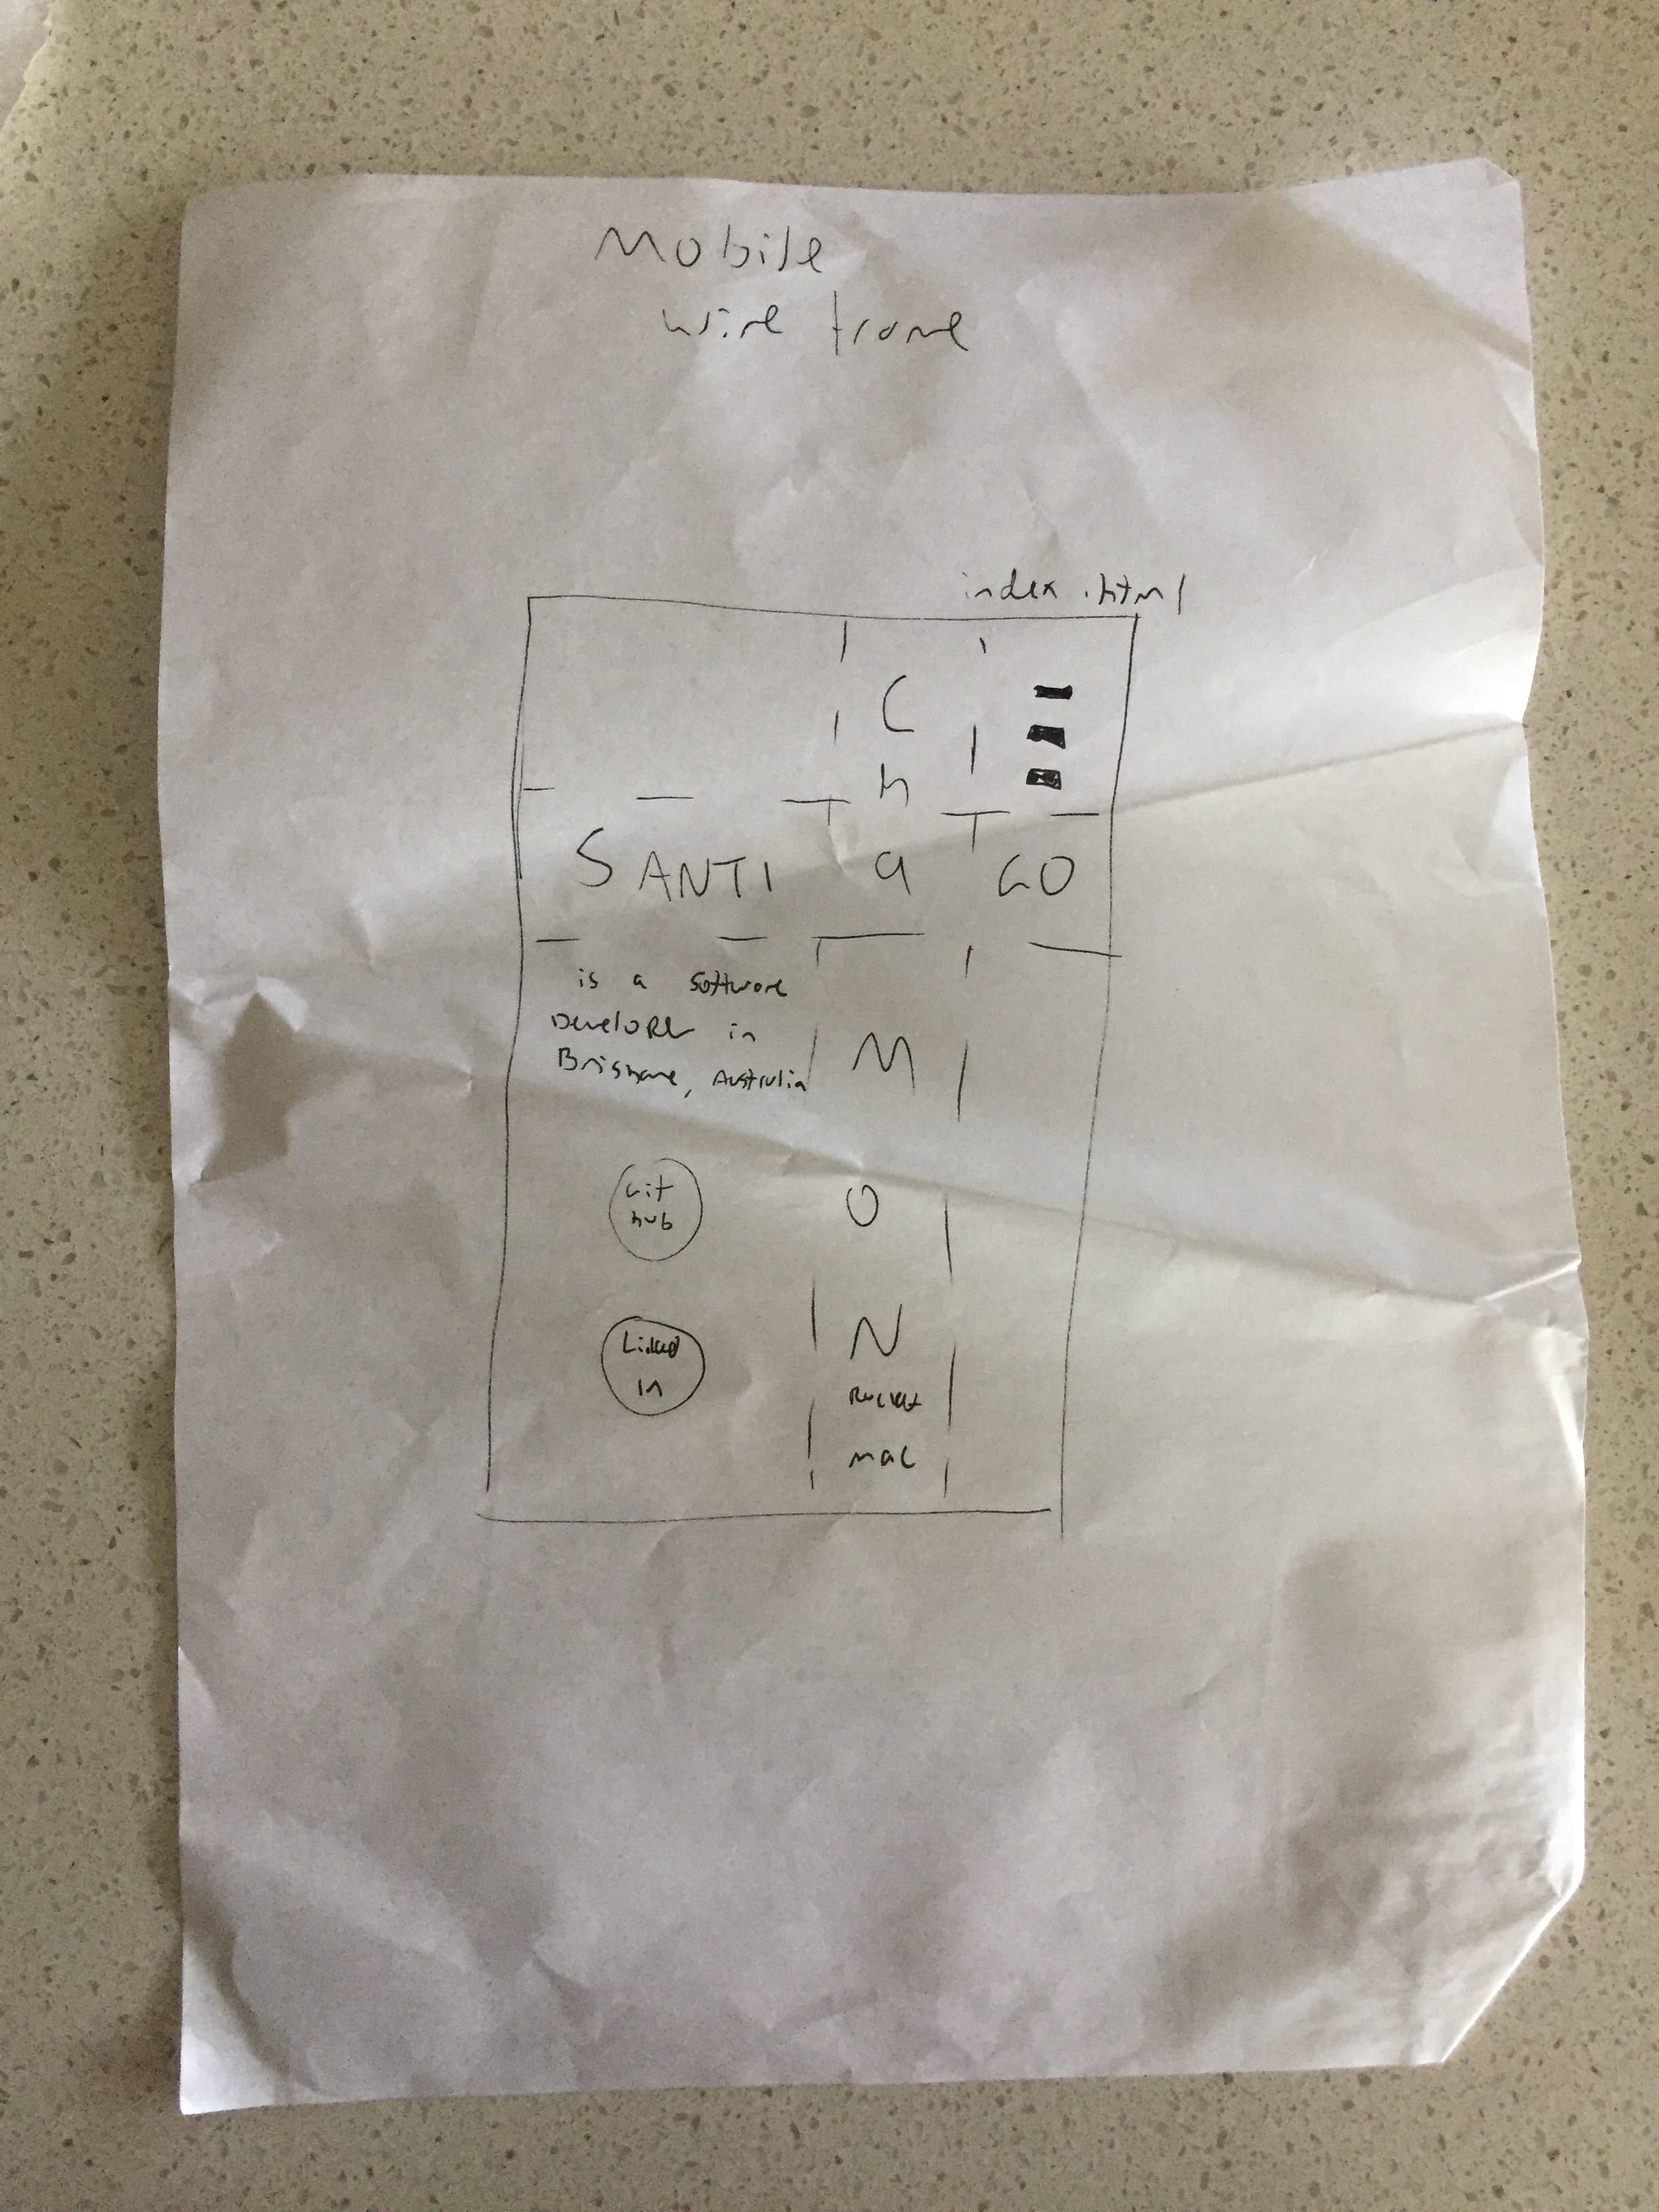 Mobile
wire frame
index.html
C
h
SANTI a GO
is a software
Developer in
Brisbane, Australia
M
Git
hub
O
Linked
in
N
Rocket
mac